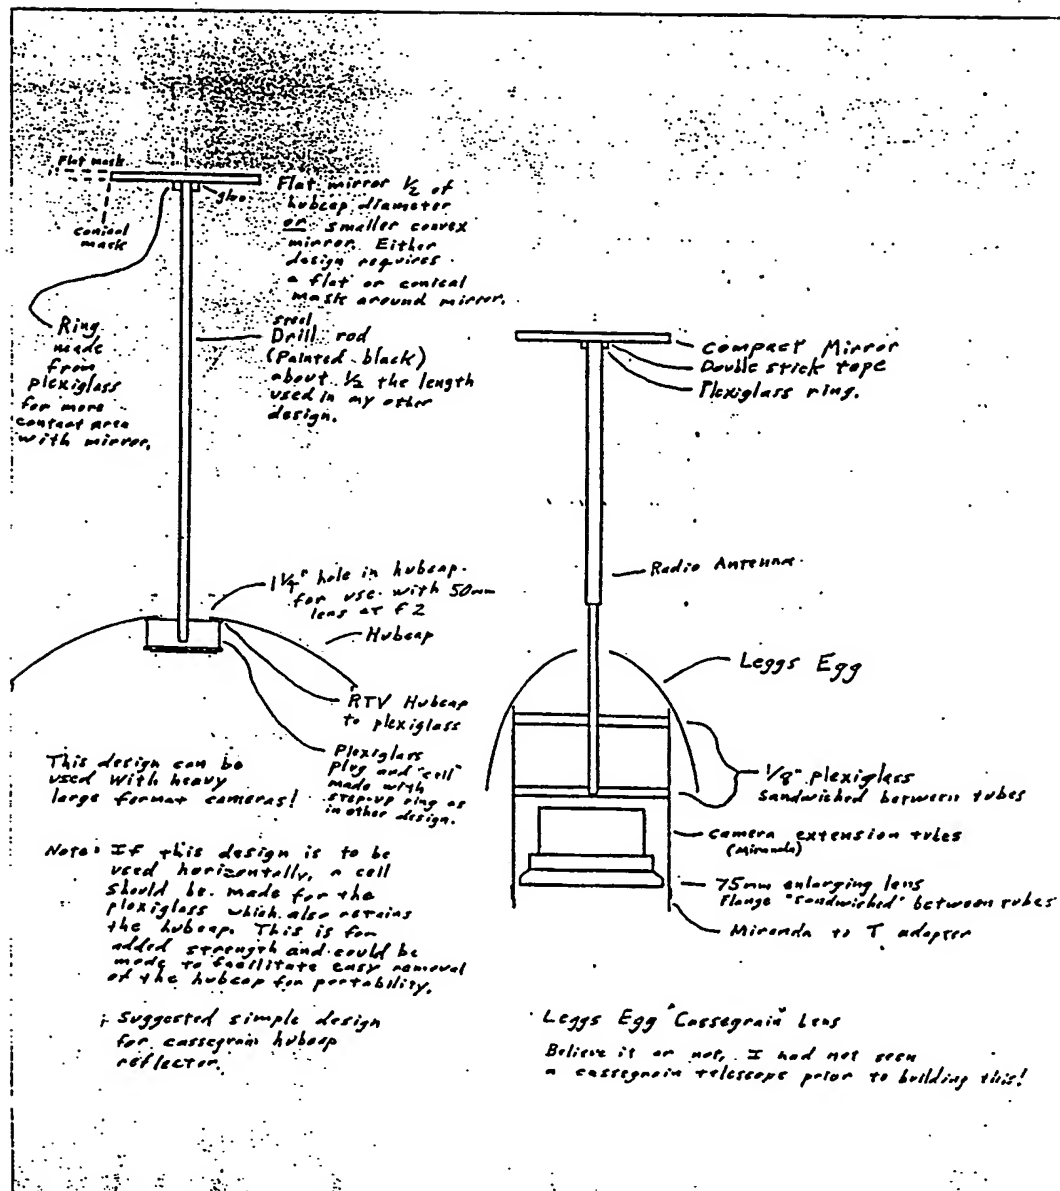 Flat mask
conical
mask
glue
Flat mirror 1/2 of
hubcap diameter
or smaller convex
mirror. Either
design requires
a flat or conical
mask around mirror.
Ring
made
from
plexiglass
for more
contact area
with mirror.
steel
Drill rod
(Painted black)
about 1/2 the length
used in my other
design.
1 1/4" hole in hubcap
for use with 50mm
lens at f 2
Hubcap
RTV Hubcap
to plexiglass
Plexiglass
plug and "cell"
made with
step-up ring as
in other design.
This design can be
used with heavy
large format cameras!
Note: If this design is to be
used horizontally, a cell
should be made for the
plexiglass which also retains
the hubcap. This is for
added strength and could be
made to facilitate easy removal
of the hubcap for portability.
Suggested simple design
for cassegrain hubcap
reflector.
Compact Mirror
Double stick tape
Plexiglass ring.
Radio Antenna
Leggs Egg
1/8" plexiglass
Sandwiched between tubes
camera extension tubes
(Miranda)
75mm enlarging lens
Flange "sandwiched" between tubes
Miranda to T adapter
Leggs Egg "Cassegrain" Lens
Believe it or not, I had not seen
a cassegrain telescope prior to building this!